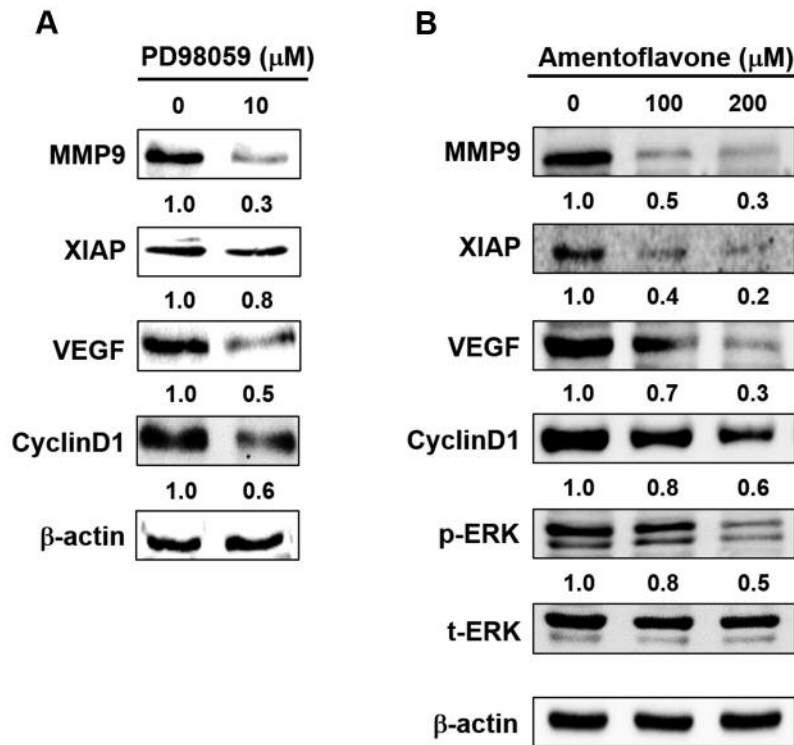 A
PD98059 (μM)
0 10
MMP9
1.0 0.3
XIAP
1.0 0.8
VEGF
1.0 0.5
CyclinD1
1.0 0.6
β-actin
B
Amentoflavone (μM)
0 100 200
MMP9
1.0 0.5 0.3
XIAP
1.0 0.4 0.2
VEGF
1.0 0.7 0.3
CyclinD1
1.0 0.8 0.6
p-ERK
1.0 0.8 0.5
t-ERK
β-actin